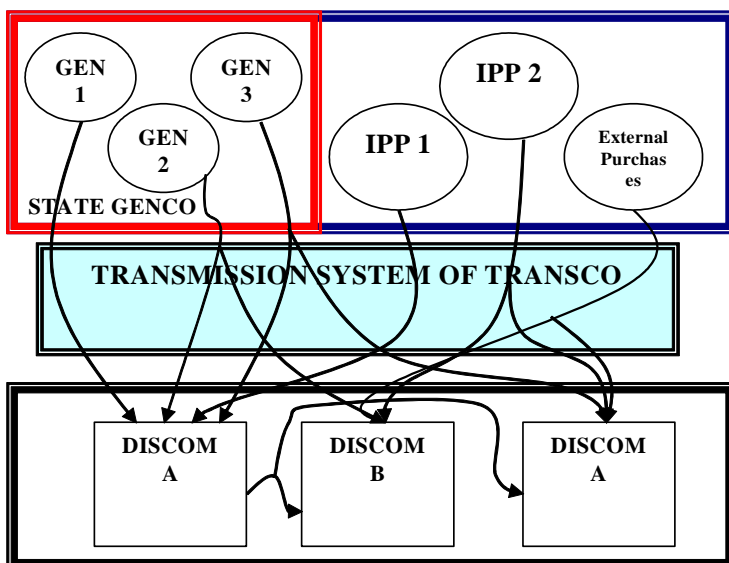 GEN
1
GEN
3
GEN
2
STATE GENCO
IPP 1
IPP 2
External
Purchas
es
TRANSMISSION SYSTEM OF TRANSCO
DISCOM
A
DISCOM
B
DISCOM
A